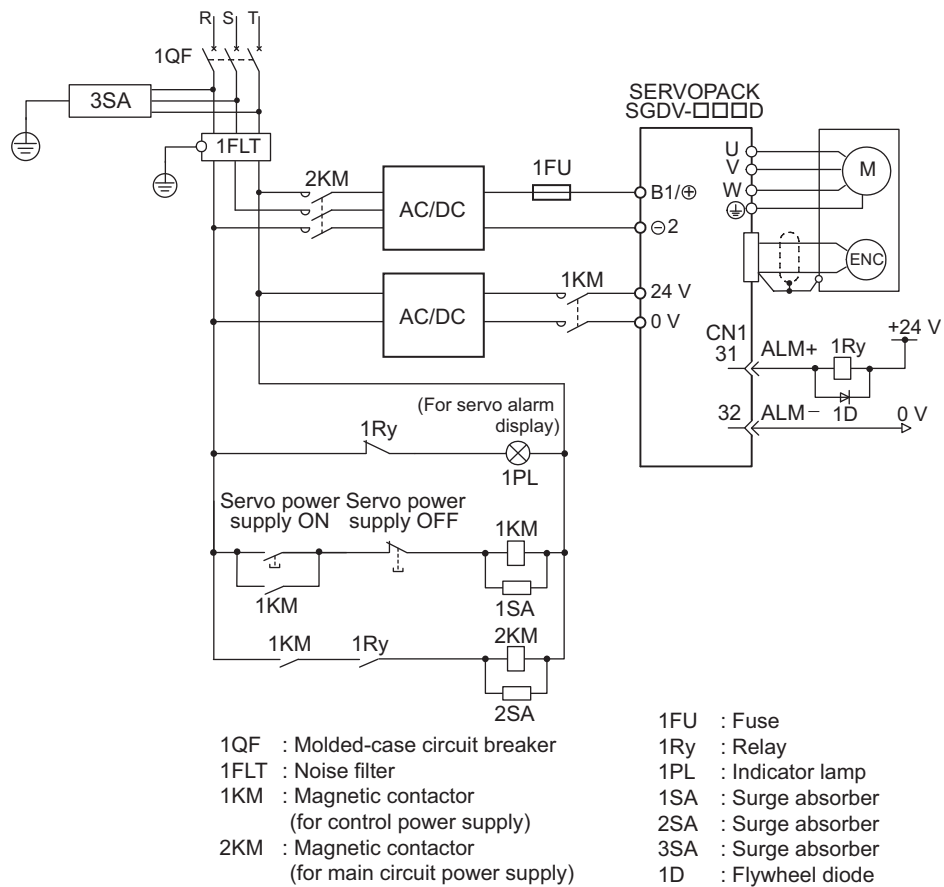 R S T
1QF
3SA
1FLT
2KM
AC/DC
1FU
SERVOPACK
SGDV-□□□D
B1/⊕
⊖2
U
V
W
M
ENC
AC/DC
1KM
24 V
0 V
CN1
31
ALM+
1Ry
+24 V
1D
32
ALM−
0 V
(For servo alarm
display)
1Ry
1PL
Servo power
supply ON
Servo power
supply OFF
1KM
1KM
1SA
1KM
1Ry
2KM
2SA
1QF : Molded-case circuit breaker
1FLT : Noise filter
1KM : Magnetic contactor
(for control power supply)
2KM : Magnetic contactor
(for main circuit power supply)
1FU : Fuse
1Ry : Relay
1PL : Indicator lamp
1SA : Surge absorber
2SA : Surge absorber
3SA : Surge absorber
1D : Flywheel diode